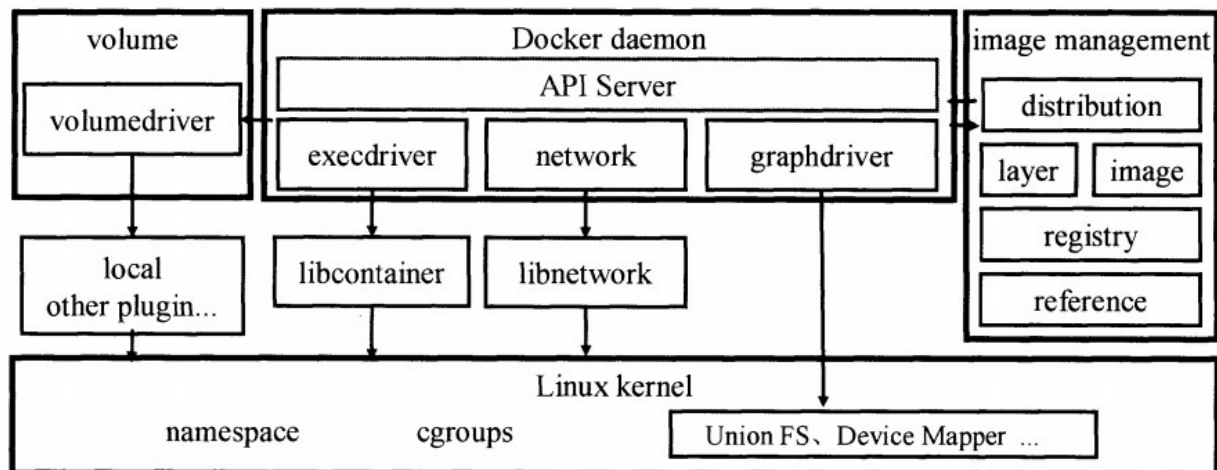 volume
volumedriver
local
other plugin...
Docker daemon
API Server
execdriver
network
graphdriver
libcontainer
libnetwork
image management
distribution
layer
image
registry
reference
Linux kernel
namespace
cgroups
Union FS、Device Mapper ...